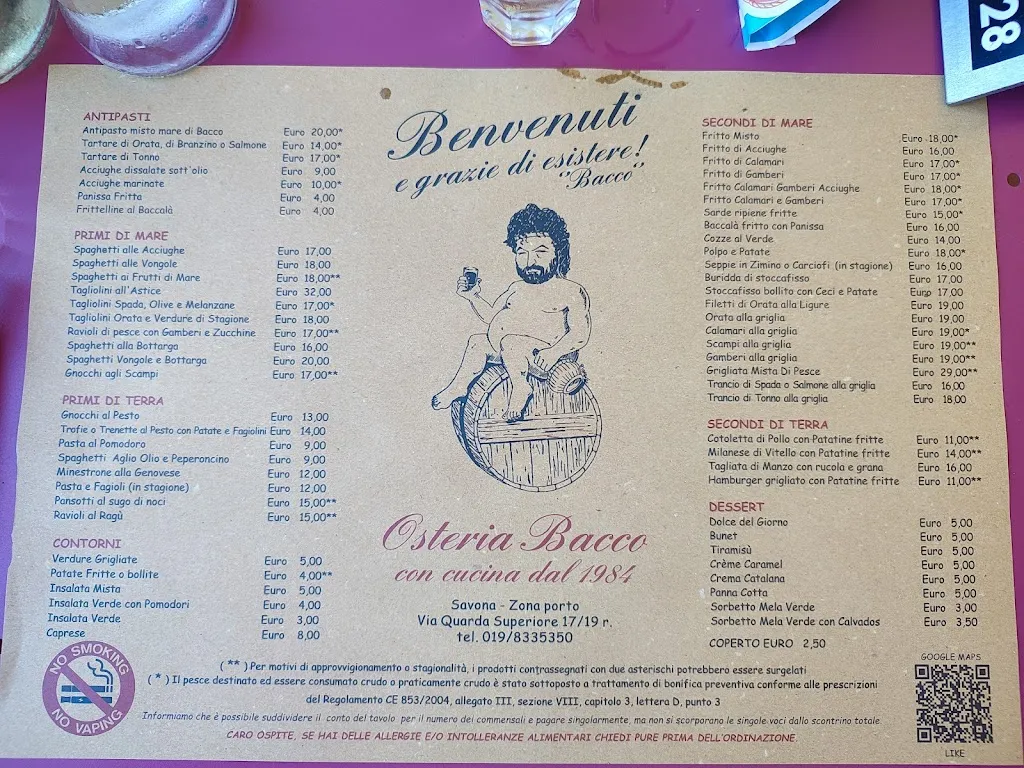 28
ANTIPASTI
Antipasto misto mare di Bacco Euro 20,00*
Tartare di Orata, di Branzino o Salmone Euro 14,00*
Tartare di Tonno Euro 17,00*
Acciughe dissalate sott'olio Euro 9,00
Acciughe marinate Euro 10,00*
Panissa Fritta Euro 4,00
Frittelline al Baccalà Euro 4,00
PRIMI DI MARE
Spaghetti alle Acciughe Euro 17,00
Spaghetti alle Vongole Euro 18,00
Spaghetti ai Frutti di Mare Euro 18,00**
Tagliolini all'Astice Euro 32,00
Tagliolini Spada, Olive e Melanzane Euro 17,00*
Tagliolini Orata e Verdure di Stagione Euro 18,00
Ravioli di pesce con Gamberi e Zucchine Euro 17,00**
Spaghetti alla Bottarga Euro 16,00
Spaghetti Vongole e Bottarga Euro 20,00
Gnocchi agli Scampi Euro 17,00**
PRIMI DI TERRA
Gnocchi al Pesto Euro 13,00
Trofie o Trenette al Pesto con Patate e Fagiolini Euro 14,00
Pasta al Pomodoro Euro 9,00
Spaghetti Aglio Olio e Peperoncino Euro 9,00
Minestrone alla Genovese Euro 12,00
Pasta e Fagioli (in stagione) Euro 12,00
Pansotti al sugo di noci Euro 15,00**
Ravioli al Ragù Euro 15,00**
CONTORNI
Verdure Grigliate Euro 5,00
Patate Fritte o bollite Euro 4,00**
Insalata Mista Euro 5,00
Insalata Verde con Pomodori Euro 4,00
Insalata Verde Euro 3,00
Caprese Euro 8,00
NO SMOKING
NO VAPING
Benvenuti
e grazie di esistere!
"Bacco"
Osteria Bacco
con cucina dal 1984
Savona - Zona porto
Via Quarda Superiore 17/19 r.
tel. 019/8335350
SECONDI DI MARE
Fritto Misto Euro 18,00*
Fritto di Acciughe Euro 16,00
Fritto di Calamari Euro 17,00*
Fritto di Gamberi Euro 17,00*
Fritto Calamari Gamberi Acciughe Euro 18,00*
Fritto Calamari e Gamberi Euro 17,00*
Sarde ripiene fritte Euro 15,00*
Baccalà fritto con Panissa Euro 16,00
Cozze al Verde Euro 14,00
Polpo e Patate Euro 18,00*
Seppie in Zimino o Carciofi (in stagione) Euro 16,00
Buridda di stoccafisso Euro 17,00
Stoccafisso bollito con Ceci e Patate Euro 17,00
Filetti di Orata alla Ligure Euro 19,00
Orata alla griglia Euro 19,00
Calamari alla griglia Euro 19,00*
Scampi alla griglia Euro 19,00**
Gamberi alla griglia Euro 19,00**
Grigliata Mista Di Pesce Euro 29,00**
Trancio di Spada o Salmone alla griglia Euro 16,00
Trancio di Tonno alla griglia Euro 18,00
SECONDI DI TERRA
Cotoletta di Pollo con Patatine fritte Euro 11,00**
Milanese di Vitello con Patatine fritte Euro 14,00**
Tagliata di Manzo con rucola e grana Euro 16,00
Hamburger grigliato con Patatine fritte Euro 11,00**
DESSERT
Dolce del Giorno Euro 5,00
Bunet Euro 5,00
Tiramisù Euro 5,00
Crème Caramel Euro 5,00
Crema Catalana Euro 5,00
Panna Cotta Euro 5,00
Sorbetto Mela Verde Euro 3,00
Sorbetto Mela Verde con Calvados Euro 3,50
COPERTO EURO 2,50
GOOGLE MAPS
LIKE
( ** ) Per motivi di approvvigionamento o stagionalità, i prodotti contrassegnati con due asterischi potrebbero essere surgelati
( * ) Il pesce destinato ed essere consumato crudo o praticamente crudo è stato sottoposto a trattamento di bonifica preventiva conforme alle prescrizioni
del Regolamento CE 853/2004, allegato III, sezione VIII, capitolo 3, lettera D, punto 3
Informiamo che è possibile suddividere il conto del tavolo per il numero dei commensali e pagare singolarmente, ma non si scorporano le singole voci dallo scontrino totale.
CARO OSPITE, SE HAI DELLE ALLERGIE E/O INTOLLERANZE ALIMENTARI CHIEDI PURE PRIMA DELL'ORDINAZIONE.